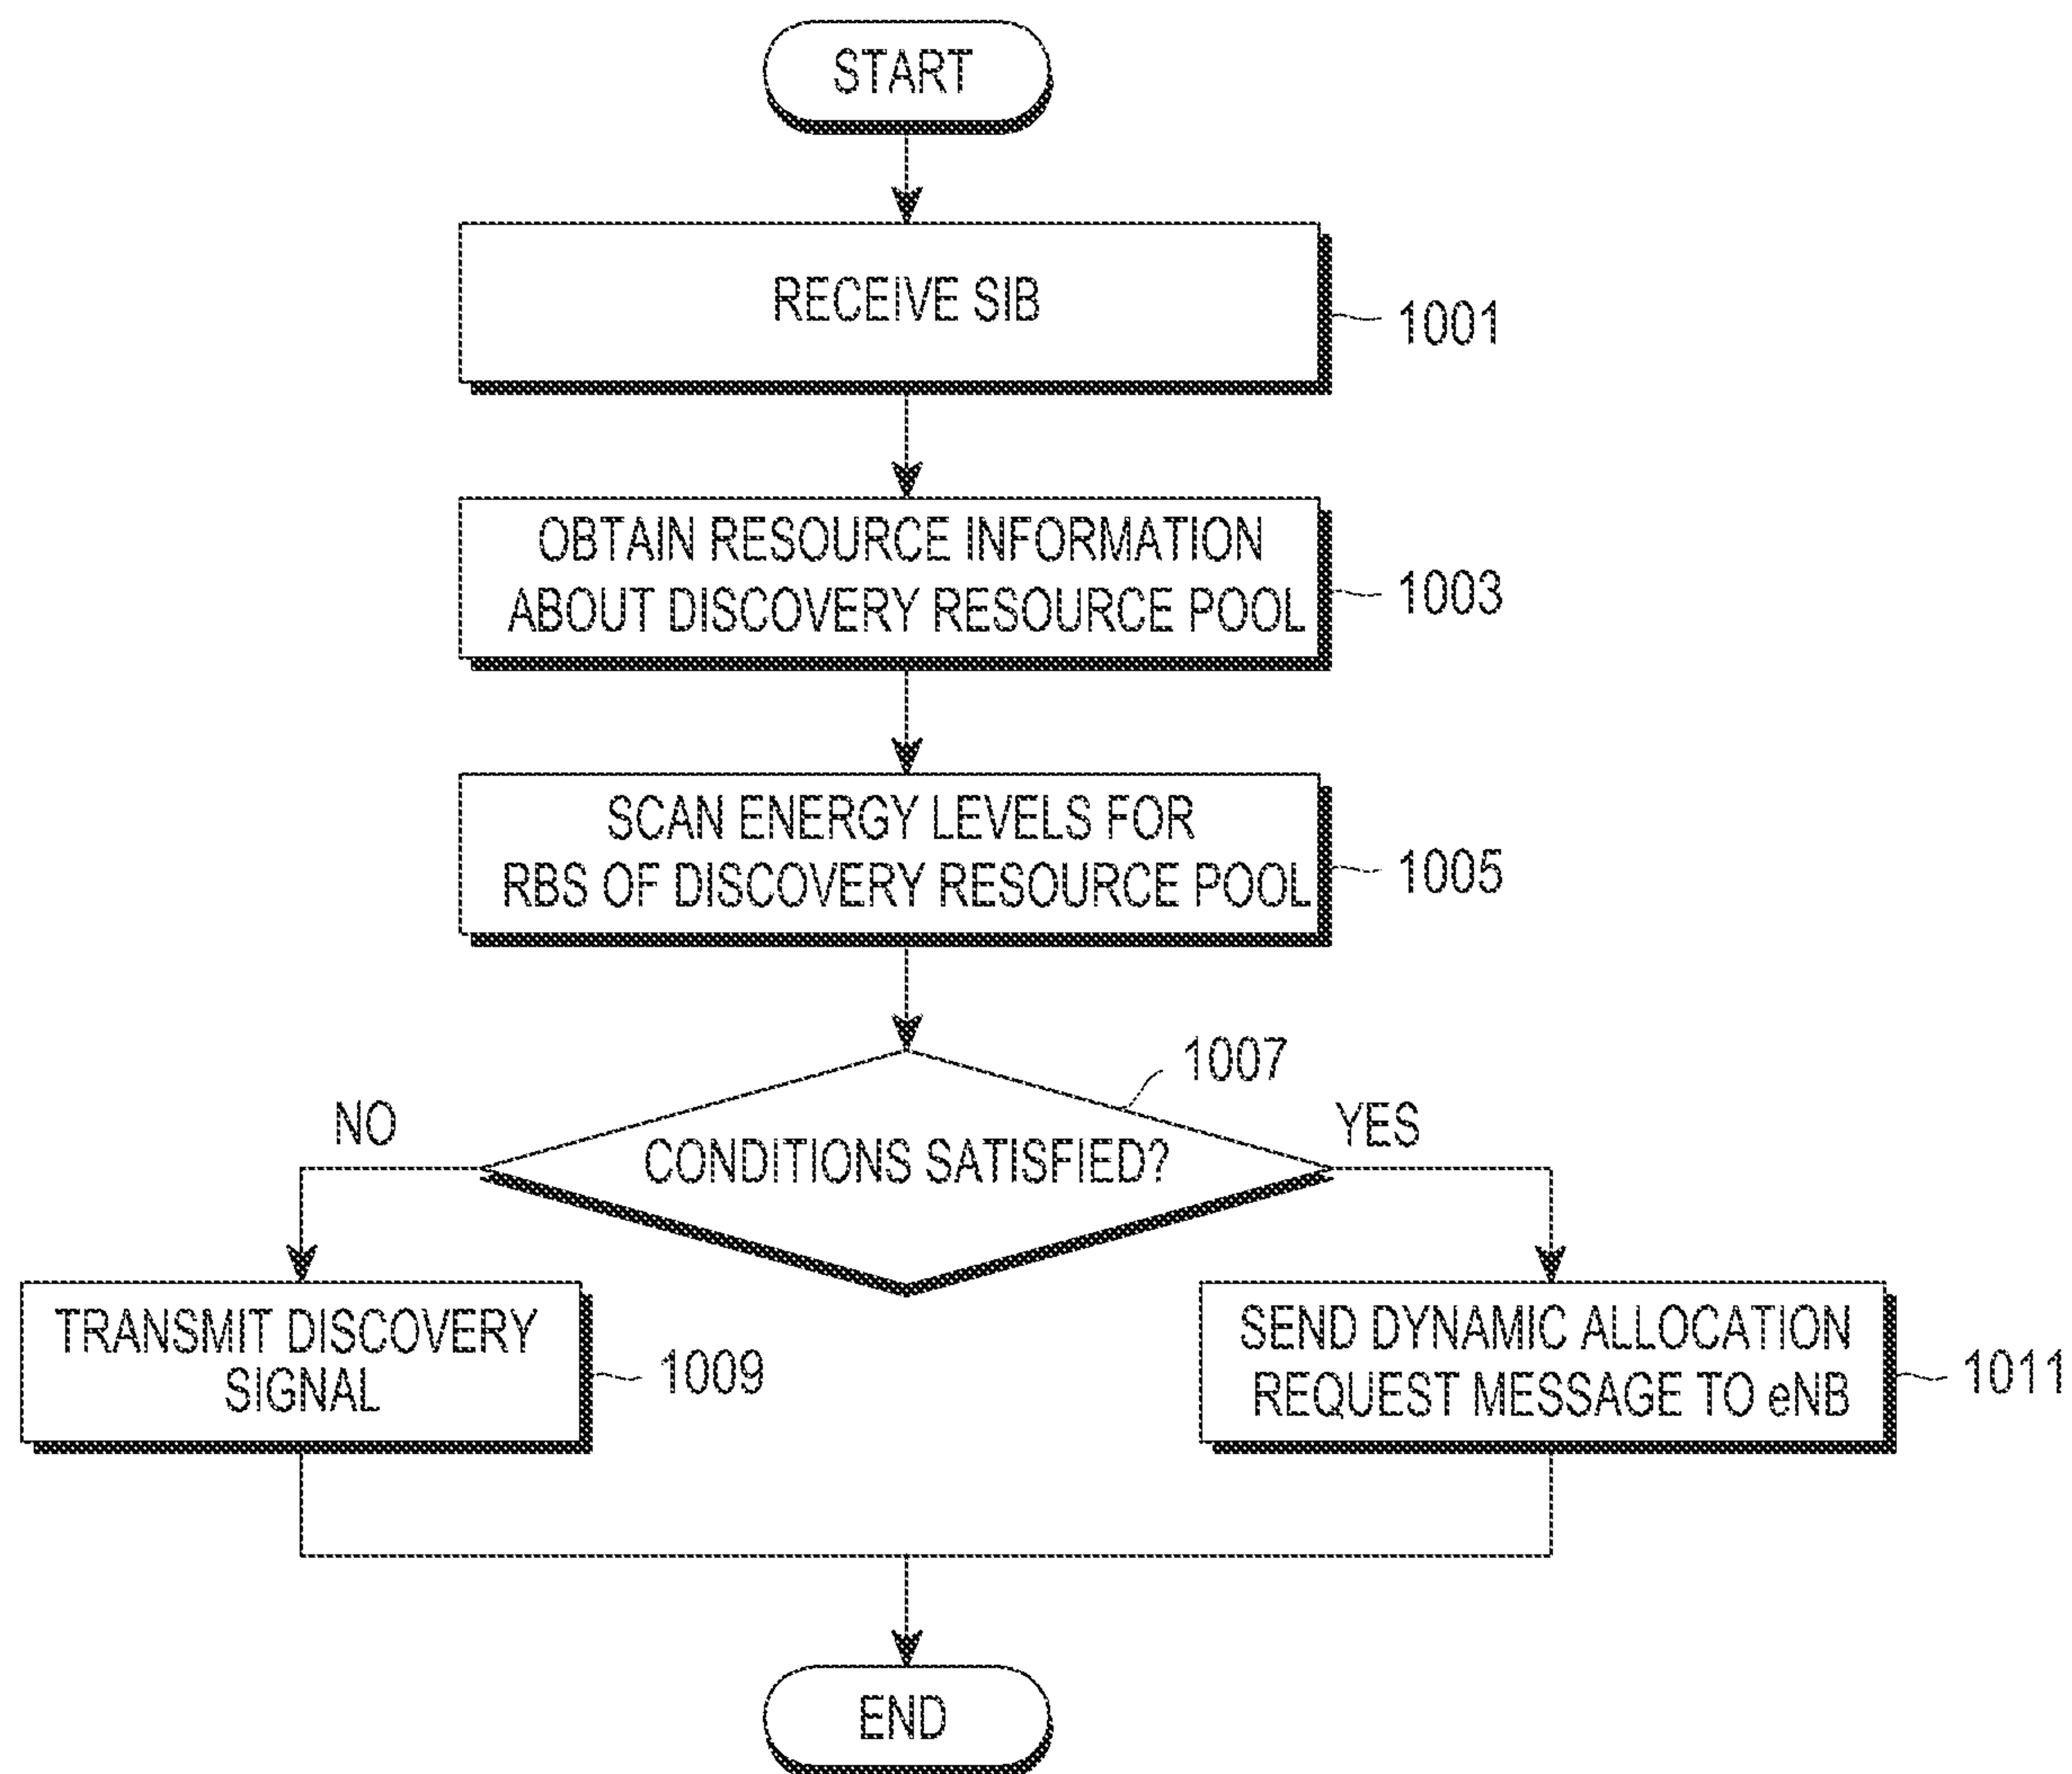 START
RECEIVE SIB
1001
OBTAIN RESOURCE INFORMATION
ABOUT DISCOVERY RESOURCE POOL
1003
SCAN ENERGY LEVELS FOR
RBS OF DISCOVERY RESOURCE POOL
1005
1007
NO
CONDITIONS SATISFIED?
YES
TRANSMIT DISCOVERY
SIGNAL
1009
SEND DYNAMIC ALLOCATION
REQUEST MESSAGE TO eNB
1011
END